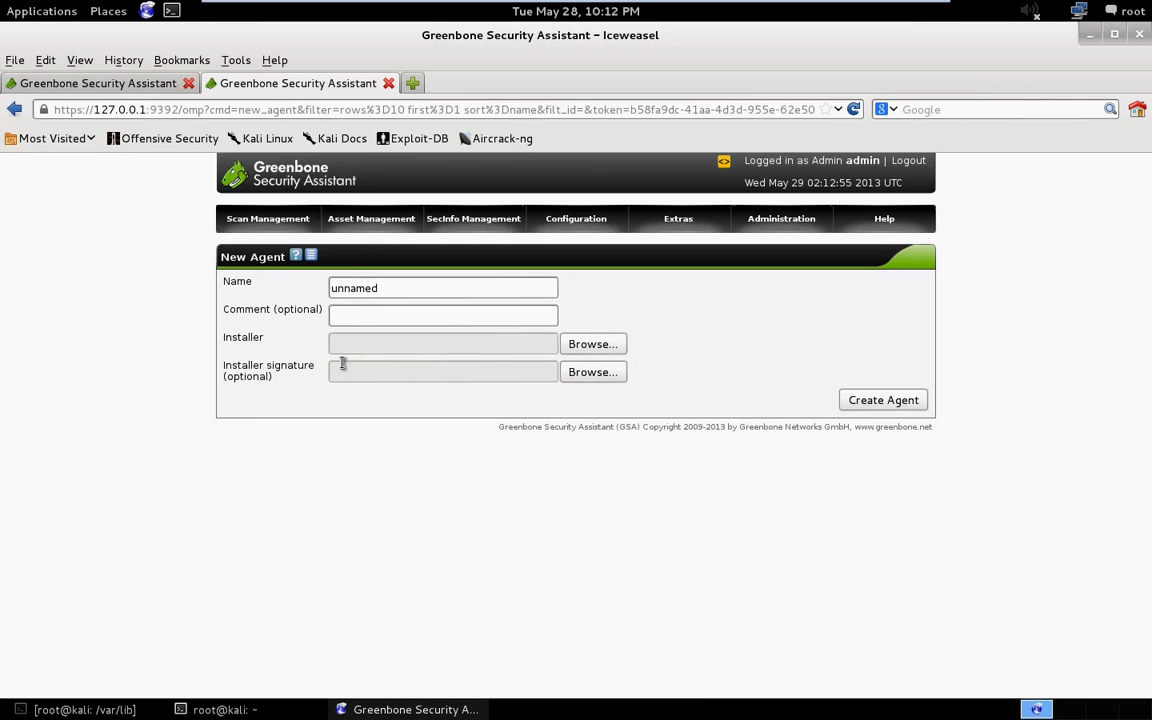 Applications Places Tue May 28, 10:12 PM root
Greenbone Security Assistant - Iceweasel
File Edit View History Bookmarks Tools Help
Greenbone Security Assistant Greenbone Security Assistant
https://127.0.0.1:9392/omp?cmd=new_agent&filter=rows%3D10 first%3D1 sort%3Dname&filt_id=&token=b58fa9dc-41aa-4d3d-955e-62e50 Google
Most Visited Offensive Security Kali Linux Kali Docs Exploit-DB Aircrack-ng
Greenbone
Security Assistant
Logged in as Admin admin | Logout
Wed May 29 02:12:55 2013 UTC
Scan Management Asset Management SecInfo Management Configuration Extras Administration Help
New Agent
Name unnamed
Comment (optional)
Installer Browse...
Installer signature
(optional) Browse...
Create Agent
Greenbone Security Assistant (GSA) Copyright 2009-2013 by Greenbone Networks GmbH, www.greenbone.net
[root@kali: /var/lib] root@kali: ~ Greenbone Security A...